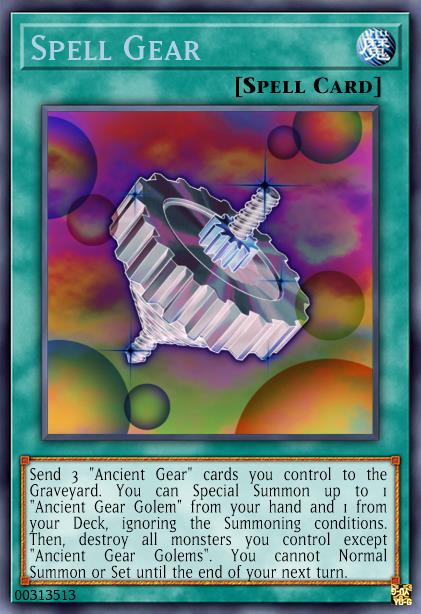 SPELL GEAR
魔
[SPELL CARD]
Send 3 "Ancient Gear" cards you control to the
Graveyard. You can Special Summon up to 1
"Ancient Gear Golem" from your hand and 1 from
your Deck, ignoring the Summoning conditions.
Then, destroy all monsters you control except
"Ancient Gear Golems". You cannot Normal
Summon or Set until the end of your next turn.
00313513